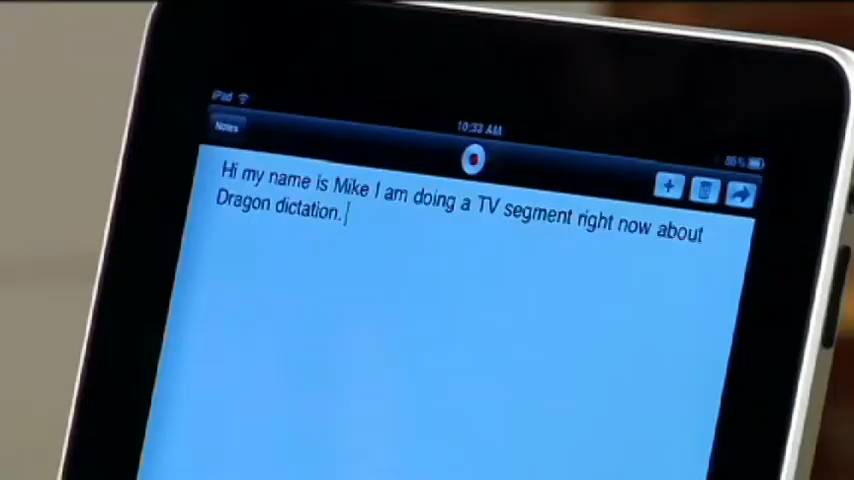 iPad
10:33 AM
86%
Notes
Hi my name is Mike I am doing a TV segment right now about
Dragon dictation.